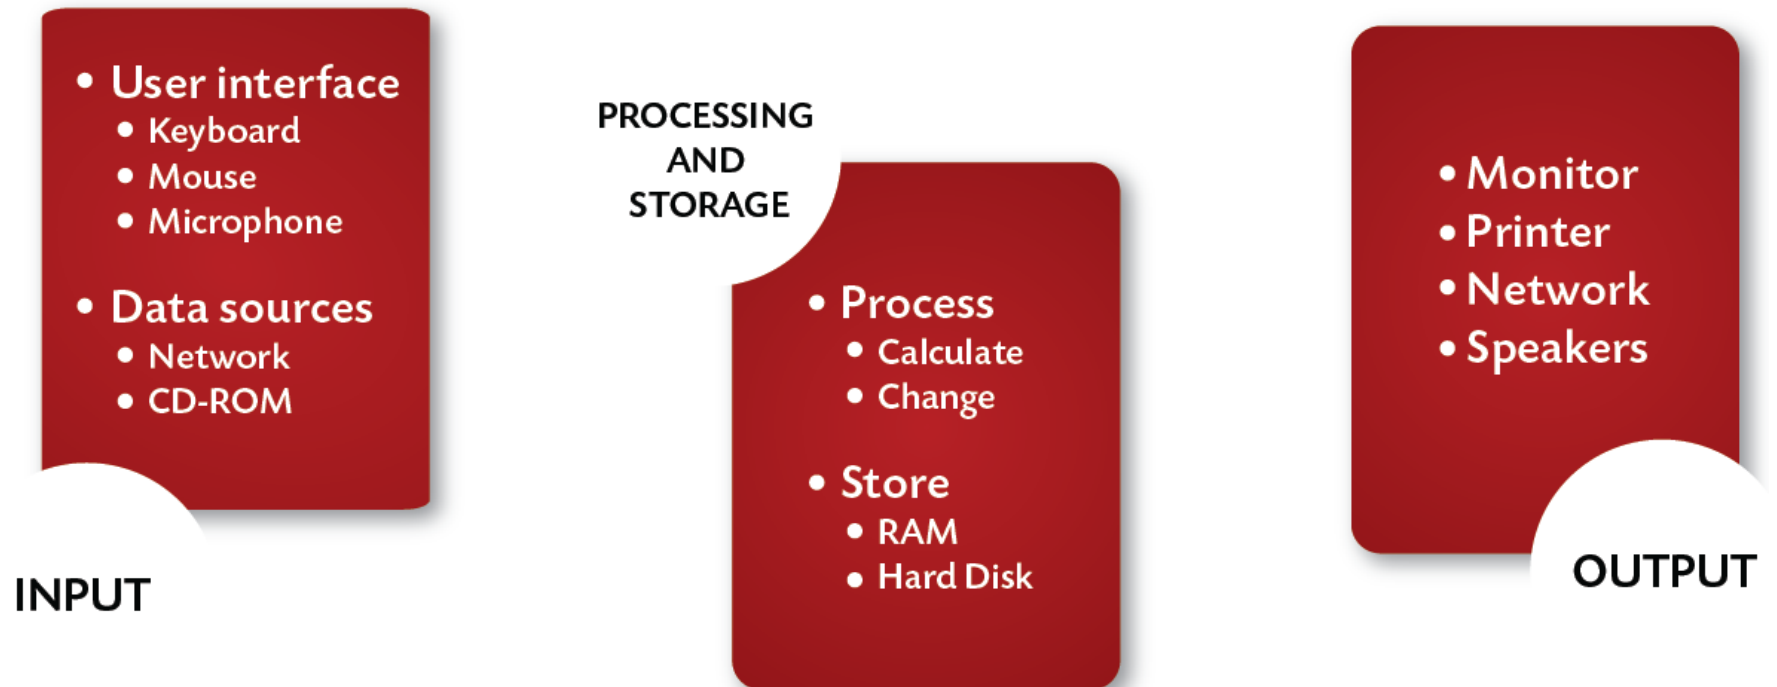 • User interface
• Keyboard
• Mouse
• Microphone
• Data sources
• Network
• CD-ROM
INPUT
PROCESSING
AND
STORAGE
• Process
• Calculate
• Change
• Store
• RAM
• Hard Disk
• Monitor
• Printer
• Network
• Speakers
OUTPUT